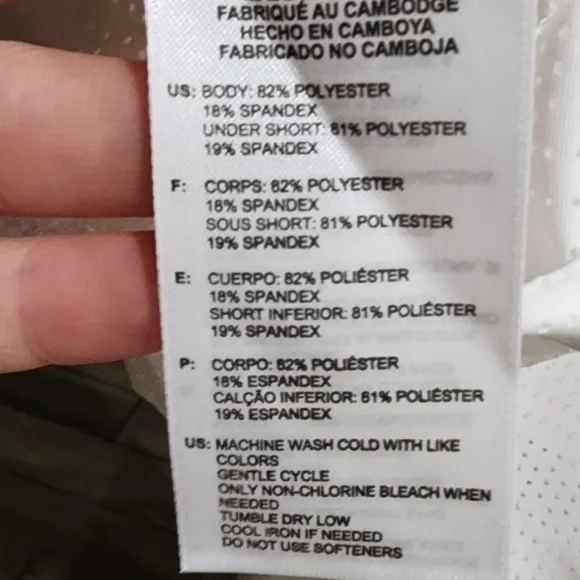 FABRIQUÉ AU CAMBODGE
HECHO EN CAMBOYA
FABRICADO NO CAMBOJA
US: BODY: 82% POLYESTER
18% SPANDEX
UNDER SHORT: 81% POLYESTER
19% SPANDEX
F: CORPS: 82% POLYESTER
18% SPANDEX
SOUS SHORT: 81% POLYESTER
19% SPANDEX
E: CUERPO: 82% POLIÉSTER
18% SPANDEX
SHORT INFERIOR: 81% POLIÉSTER
19% SPANDEX
P: CORPO: 82% POLIÉSTER
18% ESPANDEX
CALÇÃO INFERIOR: 81% POLIÉSTER
19% ESPANDEX
US: MACHINE WASH COLD WITH LIKE
COLORS
GENTLE CYCLE
ONLY NON-CHLORINE BLEACH WHEN
NEEDED
TUMBLE DRY LOW
COOL IRON IF NEEDED
DO NOT USE SOFTENERS